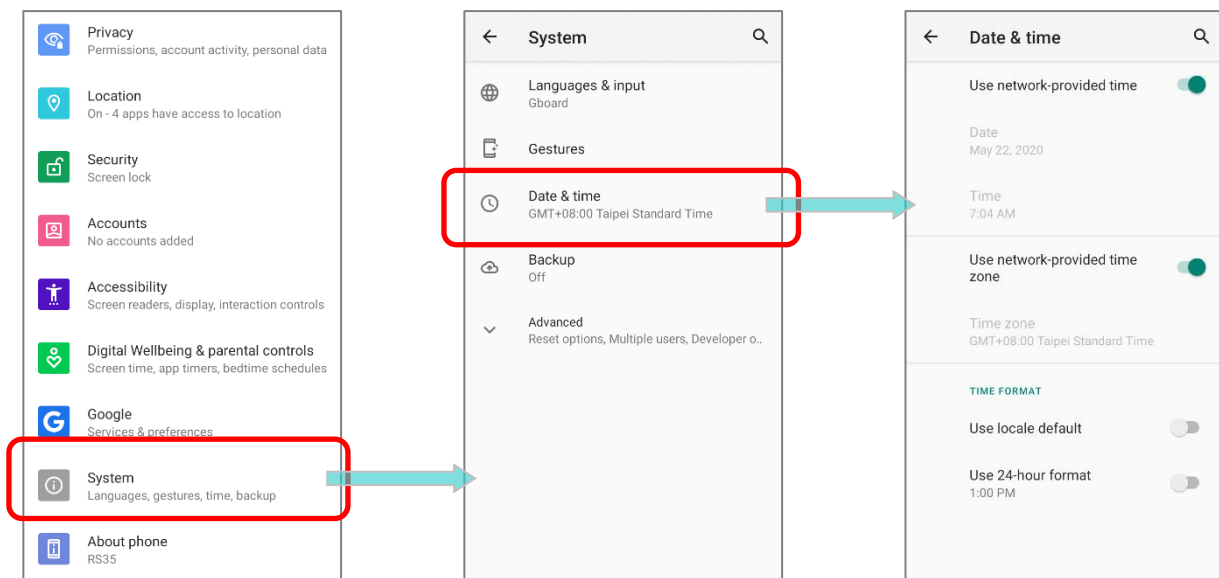 Privacy
Permissions, account activity, personal data
Location
On - 4 apps have access to location
Security
Screen lock
Accounts
No accounts added
Accessibility
Screen readers, display, interaction controls
Digital Wellbeing & parental controls
Screen time, app timers, bedtime schedules
Google
Services & preferences
System
Languages, gestures, time, backup
About phone
RS35
System
Languages & input
Gboard
Gestures
Date & time
GMT+08:00 Taipei Standard Time
Backup
Off
Advanced
Reset options, Multiple users, Developer o..
Date & time
Use network-provided time
Date
May 22, 2020
Time
7:04 AM
Use network-provided time
zone
Time zone
GMT+08:00 Taipei Standard Time
TIME FORMAT
Use locale default
Use 24-hour format
1:00 PM